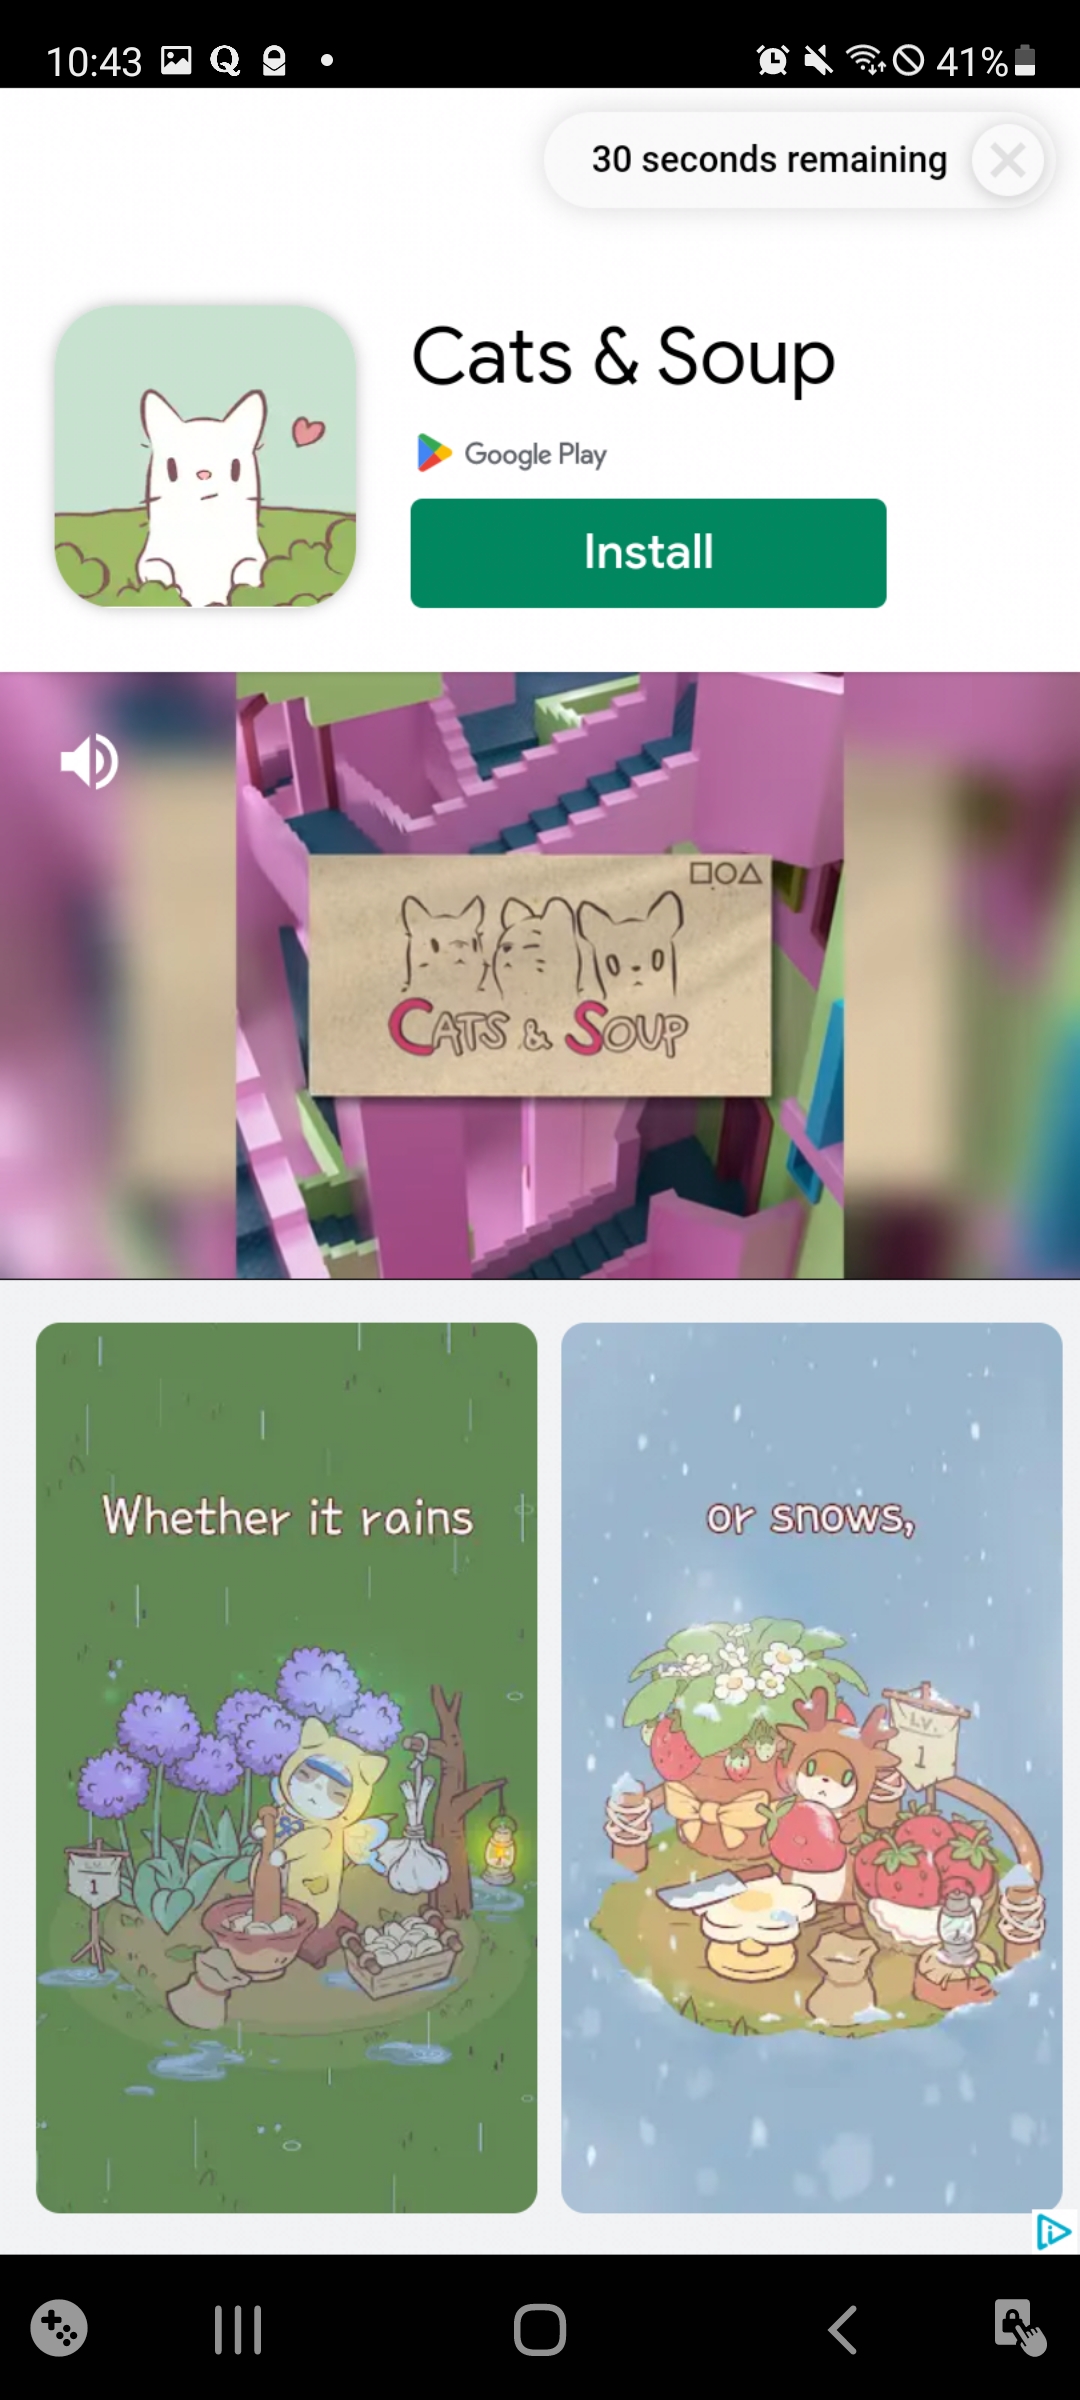 10:43
41%
30 seconds remaining
Cats & Soup
Google Play
Install
CATS & SOUP
Whether it rains
or snows,
LV.
1
LV.
1